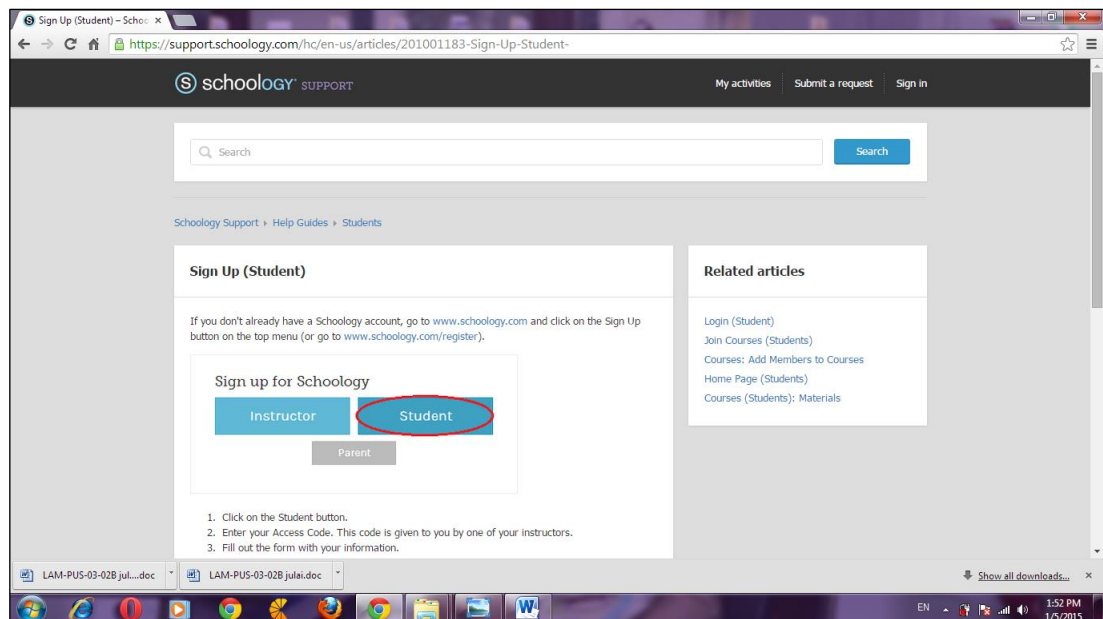 Sign Up (Student) – Schoo
https://support.schoology.com/hc/en-us/articles/201001183-Sign-Up-Student-
S schoology SUPPORT
My activities Submit a request Sign in
Search Search
Schoology Support Help Guides Students
Sign Up (Student)
If you don't already have a Schoology account, go to www.schoology.com and click on the Sign Up
button on the top menu (or go to www.schoology.com/register).
Sign up for Schoology
Instructor Student
Parent
1. Click on the Student button.
2. Enter your Access Code. This code is given to you by one of your instructors.
3. Fill out the form with your information.
Related articles
Login (Student)
Join Courses (Students)
Courses: Add Members to Courses
Home Page (Students)
Courses (Students): Materials
LAM-PUS-03-02B jul....doc LAM-PUS-03-02B julai.doc Show all downloads...
EN 1:52 PM
1/5/2015